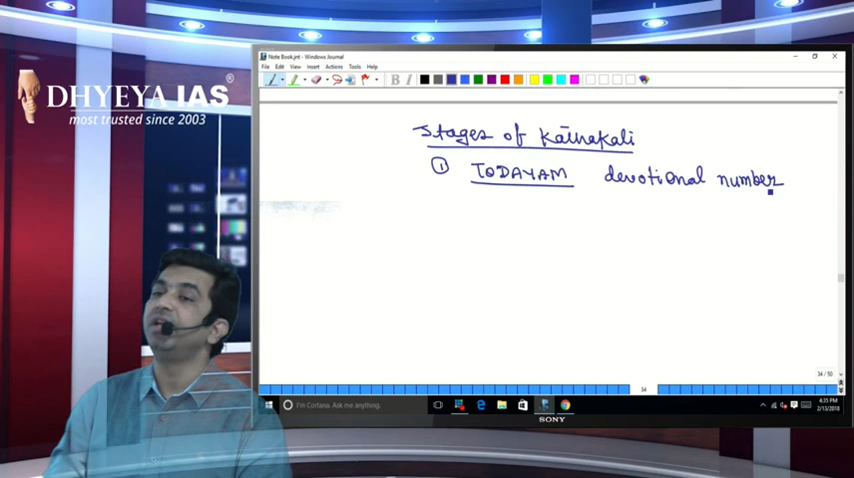 DHYEYA IAS®
most trusted since 2003
Note Book.jnt - Windows Journal
File Edit View Insert Actions Tools Help
B I
Stages of Kathakali
① TODAYAM devotional number
34 / 50
34
I'm Cortana. Ask me anything.
4:35 PM
2/13/2018
SONY